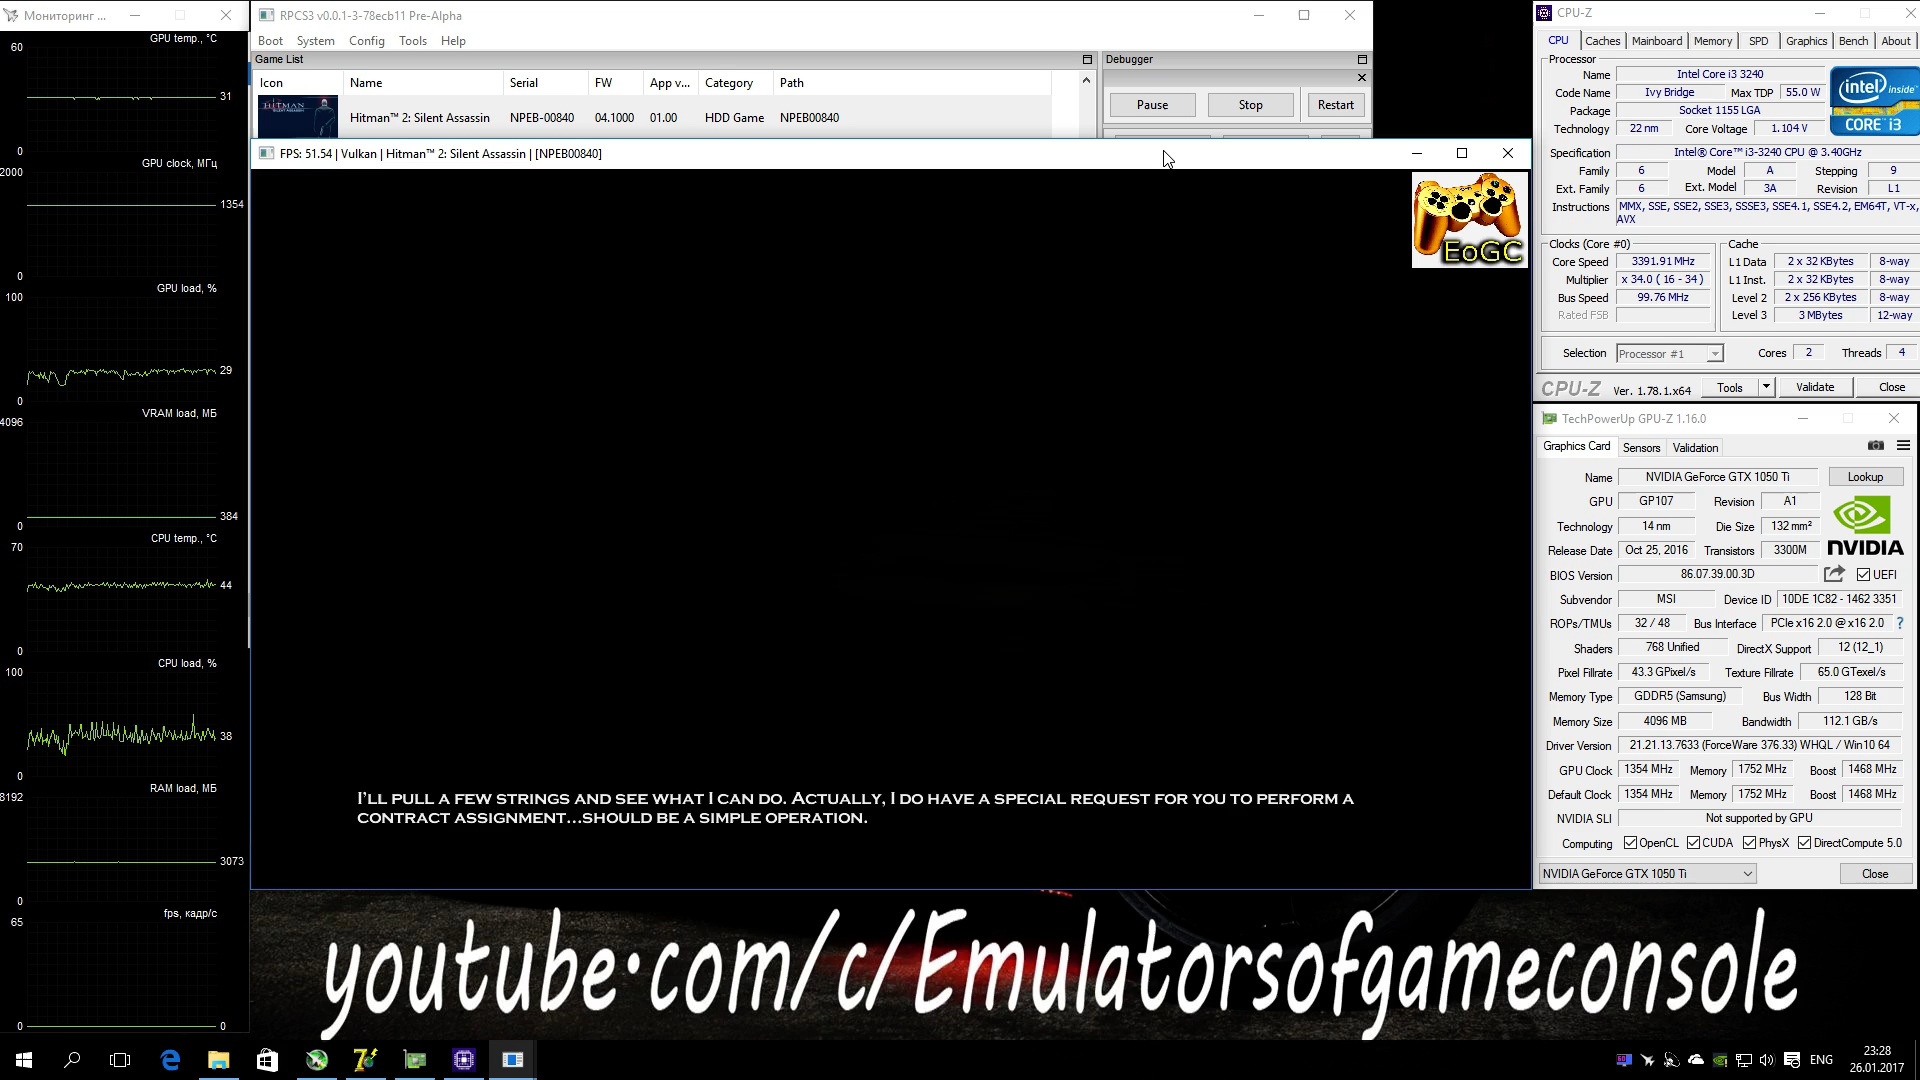 Мониторинг ...
GPU temp., °C
60
31
0
GPU clock, МГц
2000
1354
0
GPU load, %
100
29
0
VRAM load, МБ
4096
384
0
CPU temp., °C
70
44
0
CPU load, %
100
38
0
RAM load, МБ
8192
3073
0
fps, кадр/с
65
0
0
RPCS3 v0.0.1-3-78ecb11 Pre-Alpha
Boot System Config Tools Help
Game List
Icon Name Serial FW App v... Category Path
HITMAN
Hitman™ 2: Silent Assassin NPEB-00840 04.1000 01.00 HDD Game NPEB00840
Debugger
Pause Stop Restart
FPS: 51.54 | Vulkan | Hitman™ 2: Silent Assassin | [NPEB00840]
EoGC
I'LL PULL A FEW STRINGS AND SEE WHAT I CAN DO. ACTUALLY, I DO HAVE A SPECIAL REQUEST FOR YOU TO PERFORM A
CONTRACT ASSIGNMENT...SHOULD BE A SIMPLE OPERATION.
CPU-Z
CPU Caches Mainboard Memory SPD Graphics Bench About
Processor
Name Intel Core i3 3240
Code Name Ivy Bridge Max TDP 55.0 W
Package Socket 1155 LGA
Technology 22 nm Core Voltage 1.104 V
intel inside™
CORE i3
Specification Intel® Core™ i3-3240 CPU @ 3.40GHz
Family 6 Model A Stepping 9
Ext. Family 6 Ext. Model 3A Revision L1
Instructions MMX, SSE, SSE2, SSE3, SSSE3, SSE4.1, SSE4.2, EM64T, VT-x,
AVX
Clocks (Core #0)
Core Speed 3391.91 MHz
Multiplier x 34.0 ( 16 - 34 )
Bus Speed 99.76 MHz
Rated FSB
Cache
L1 Data 2 x 32 KBytes 8-way
L1 Inst. 2 x 32 KBytes 8-way
Level 2 2 x 256 KBytes 8-way
Level 3 3 MBytes 12-way
Selection Processor #1 Cores 2 Threads 4
CPU-Z Ver. 1.78.1.x64 Tools Validate Close
TechPowerUp GPU-Z 1.16.0
Graphics Card Sensors Validation
Name NVIDIA GeForce GTX 1050 Ti Lookup
GPU GP107 Revision A1
Technology 14 nm Die Size 132 mm²
Release Date Oct 25, 2016 Transistors 3300M
NVIDIA
BIOS Version 86.07.39.00.3D UEFI
Subvendor MSI Device ID 10DE 1C82 - 1462 3351
ROPs/TMUs 32 / 48 Bus Interface PCIe x16 2.0 @ x16 2.0 ?
Shaders 768 Unified DirectX Support 12 (12_1)
Pixel Fillrate 43.3 GPixel/s Texture Fillrate 65.0 GTexel/s
Memory Type GDDR5 (Samsung) Bus Width 128 Bit
Memory Size 4096 MB Bandwidth 112.1 GB/s
Driver Version 21.21.13.7633 (ForceWare 376.33) WHQL / Win10 64
GPU Clock 1354 MHz Memory 1752 MHz Boost 1468 MHz
Default Clock 1354 MHz Memory 1752 MHz Boost 1468 MHz
NVIDIA SLI Not supported by GPU
Computing OpenCL CUDA PhysX DirectCompute 5.0
NVIDIA GeForce GTX 1050 Ti Close
youtube.com/c/Emulatorsofgameconsole
ENG
23:28
26.01.2017